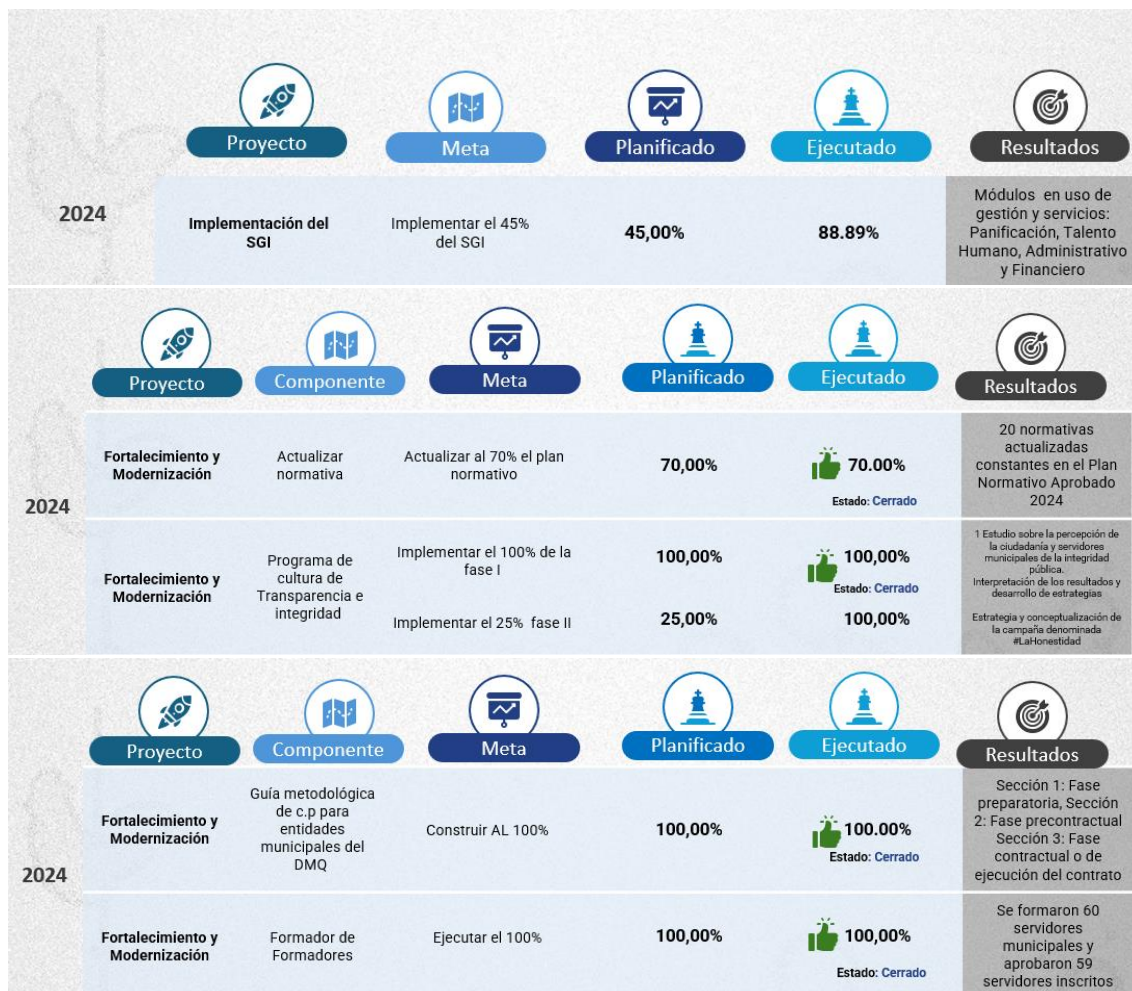 Proyecto
Meta
Planificado
Ejecutado
Resultados
2024
Implementación del
SGI
Implementar el 45%
del SGI
45,00%
88.89%
Módulos en uso de
gestión y servicios:
Panificación, Talento
Humano, Administrativo
y Financiero
Proyecto
Componente
Meta
Planificado
Ejecutado
Resultados
2024
Fortalecimiento y
Modernización
Actualizar
normativa
Actualizar al 70% el plan
normativo
70,00%
70.00%
Estado: Cerrado
20 normativas
actualizadas
constantes en el Plan
Normativo Aprobado
2024
Fortalecimiento y
Modernización
Programa de
cultura de
Transparencia e
integridad
Implementar el 100% de la
fase I
100,00%
100,00%
Estado: Cerrado
Implementar el 25% fase II
25,00%
100,00%
1 Estudio sobre la percepción de
la ciudadanía y servidores
municipales de la integridad
pública.
Interpretación de los resultados y
desarrollo de estrategias
Estrategia y conceptualización de
la campaña denominada
#LaHonestidad
Proyecto
Componente
Meta
Planificado
Ejecutado
Resultados
2024
Fortalecimiento y
Modernización
Guía metodológica
de c.p para
entidades
municipales del
DMQ
Construir AL 100%
100,00%
100.00%
Estado: Cerrado
Sección 1: Fase
preparatoria, Sección
2: Fase precontractual
Sección 3: Fase
contractual o de
ejecución del contrato
Fortalecimiento y
Modernización
Formador de
Formadores
Ejecutar el 100%
100,00%
100,00%
Estado: Cerrado
Se formaron 60
servidores
municipales y
aprobaron 59
servidores inscritos